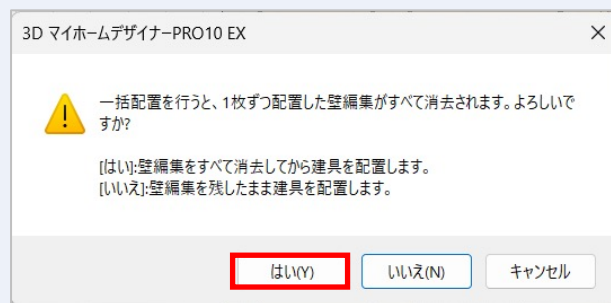 3D マイホームデザイナーPRO10 EX
一括配置を行うと、1枚ずつ配置した壁編集がすべて消去されます。よろしいで
すか?
[はい]:壁編集をすべて消去してから建具を配置します。
[いいえ]:壁編集を残したまま建具を配置します。
はい(Y) いいえ(N) キャンセル